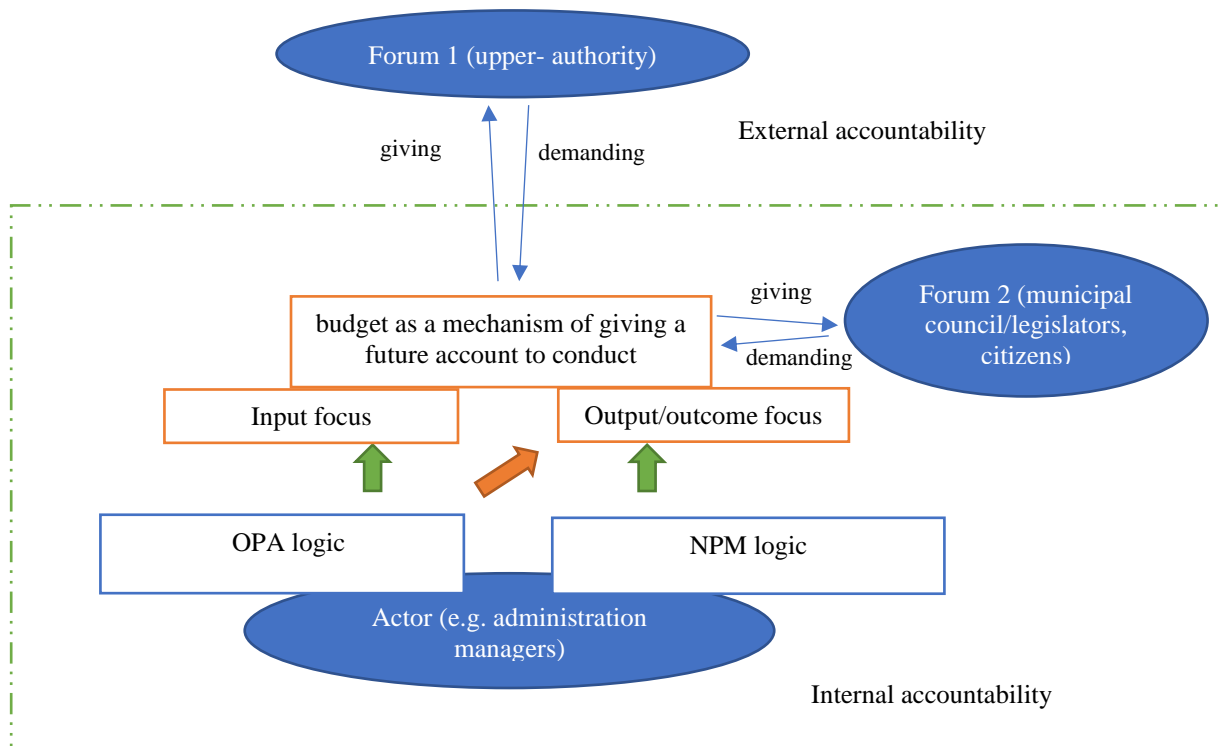 Forum 1 (upper- authority)
External accountability
giving
demanding
budget as a mechanism of giving a
future account to conduct
giving
demanding
Forum 2 (municipal
council/legislators,
citizens)
Input focus
Output/outcome focus
OPA logic
NPM logic
Actor (e.g. administration
managers)
Internal accountability